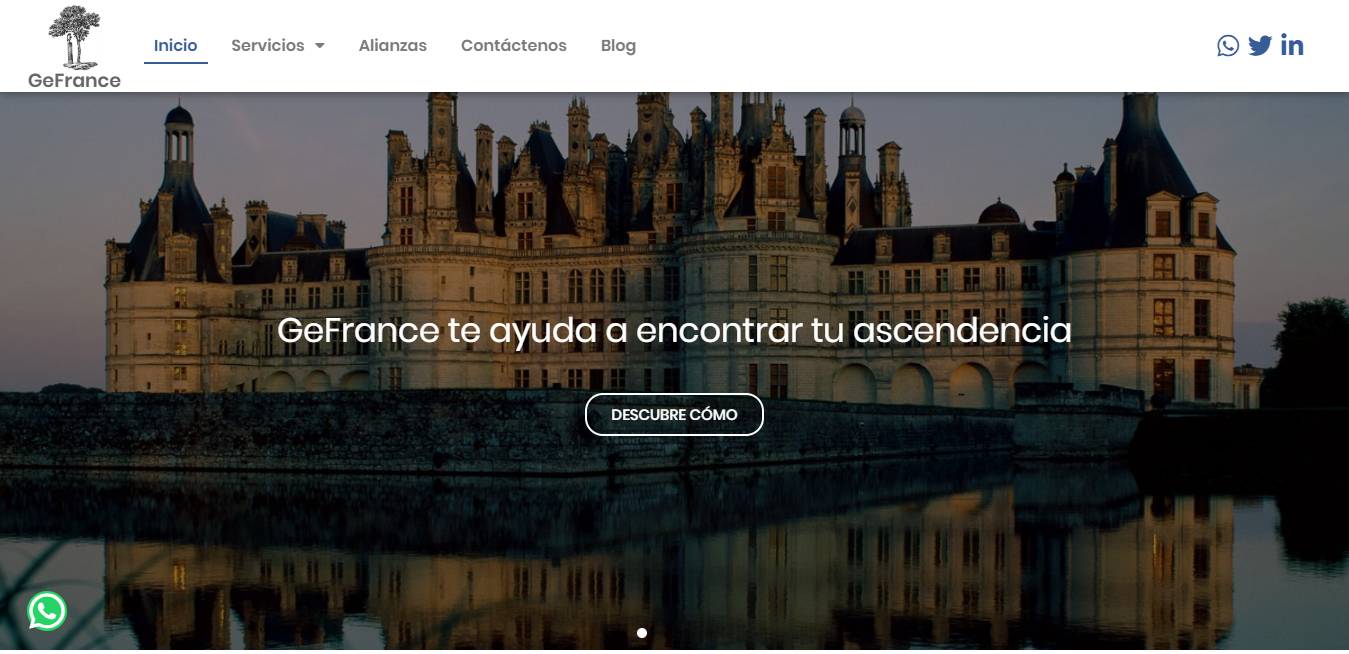 GeFrance
Inicio
Servicios
Alianzas
Contáctenos
Blog
GeFrance te ayuda a encontrar tu ascendencia
DESCUBRE CÓMO